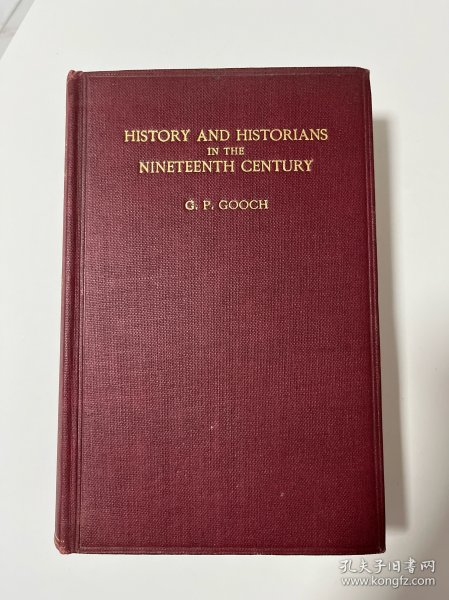 HISTORY AND HISTORIANS
IN THE
NINETEENTH CENTURY
G. P. GOOCH
孔夫子旧书网
www.kongfz.com